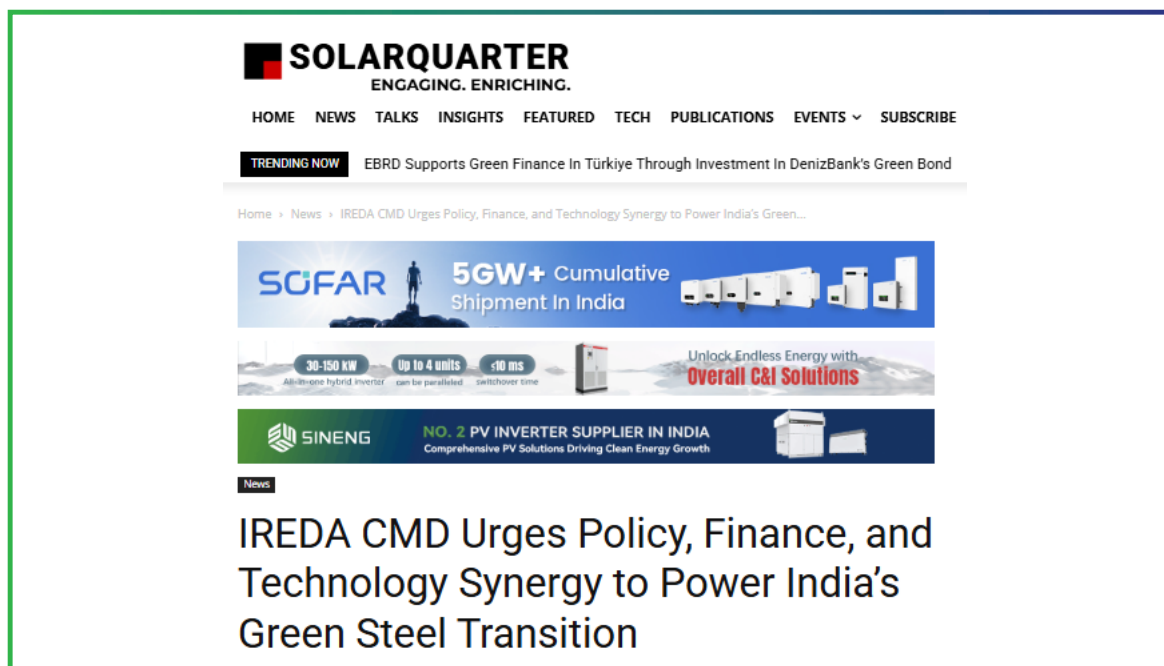 SOLARQUARTER
ENGAGING. ENRICHING.
HOME NEWS TALKS INSIGHTS FEATURED TECH PUBLICATIONS EVENTS SUBSCRIBE
TRENDING NOW EBRD Supports Green Finance In Türkiye Through Investment In DenizBank's Green Bond
Home › News › IREDA CMD Urges Policy, Finance, and Technology Synergy to Power India's Green...
SOFAR
5GW+ Cumulative
Shipment In India
30-150 kW Up to 4 units ≤10 ms
All-in-one hybrid inverter can be paralleled switchover time
Unlock Endless Energy with
Overall C&I Solutions
SINENG
NO. 2 PV INVERTER SUPPLIER IN INDIA
Comprehensive PV Solutions Driving Clean Energy Growth
News
IREDA CMD Urges Policy, Finance, and
Technology Synergy to Power India's
Green Steel Transition